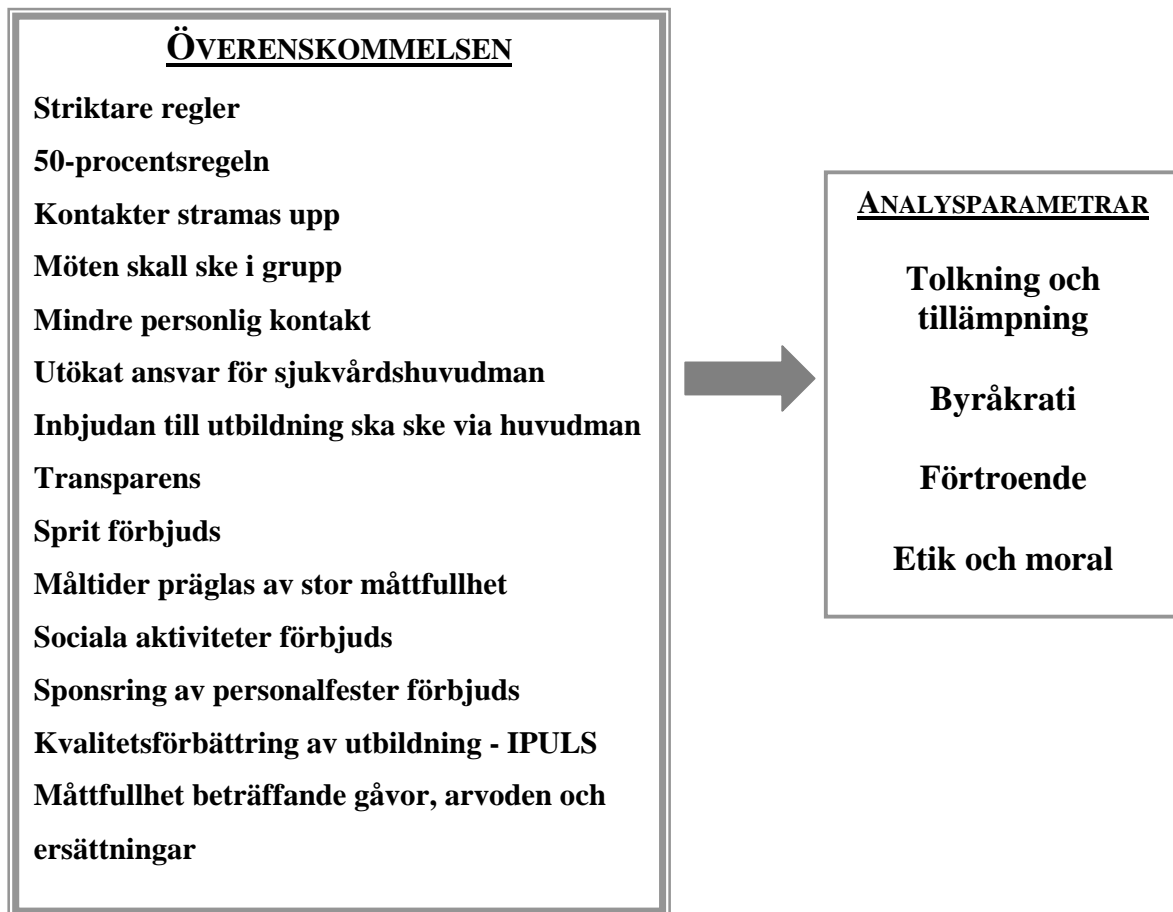 ÖVERENSKOMMELSEN
Striktare regler
50-procentsregeln
Kontakter stramas upp
Möten skall ske i grupp
Mindre personlig kontakt
Utökat ansvar för sjukvårdshuvudman
Inbjudan till utbildning ska ske via huvudman
Transparens
Sprit förbjuds
Måltider präglas av stor måttfullhet
Sociala aktiviteter förbjuds
Sponsring av personalfester förbjuds
Kvalitetsförbättring av utbildning - IPULS
Måttfullhet beträffande gåvor, arvoden och
ersättningar
ANALYSPARAMETRAR
Tolkning och
tillämpning
Byråkrati
Förtroende
Etik och moral